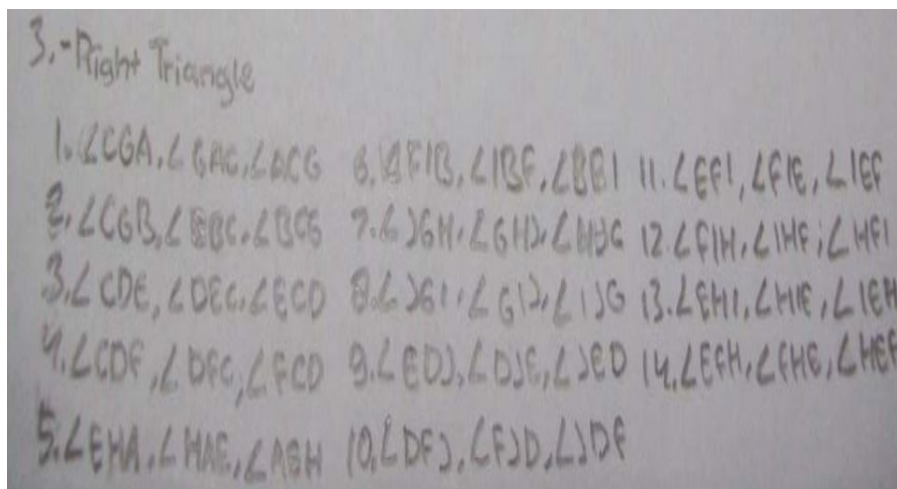 3.-Right Triangle
1. ∠CGA, ∠GAC, ∠ACG 6. ∠FIB, ∠IBF, ∠BFI 11. ∠EFI, ∠FIE, ∠IEF
2. ∠CGB, ∠GBC, ∠BCG 7. ∠JGH, ∠GHJ, ∠HJG 12. ∠FIH, ∠IHF, ∠HFI
3. ∠CDE, ∠DEC, ∠ECD 8. ∠JGI, ∠GIJ, ∠IJG 13. ∠EHI, ∠HIE, ∠IEH
4. ∠CDF, ∠DFC, ∠FCD 9. ∠EDJ, ∠DJE, ∠JED 14. ∠EFH, ∠FHE, ∠HEF
5. ∠EHA, ∠HAE, ∠AEH 10. ∠DFJ, ∠FJD, ∠JDF